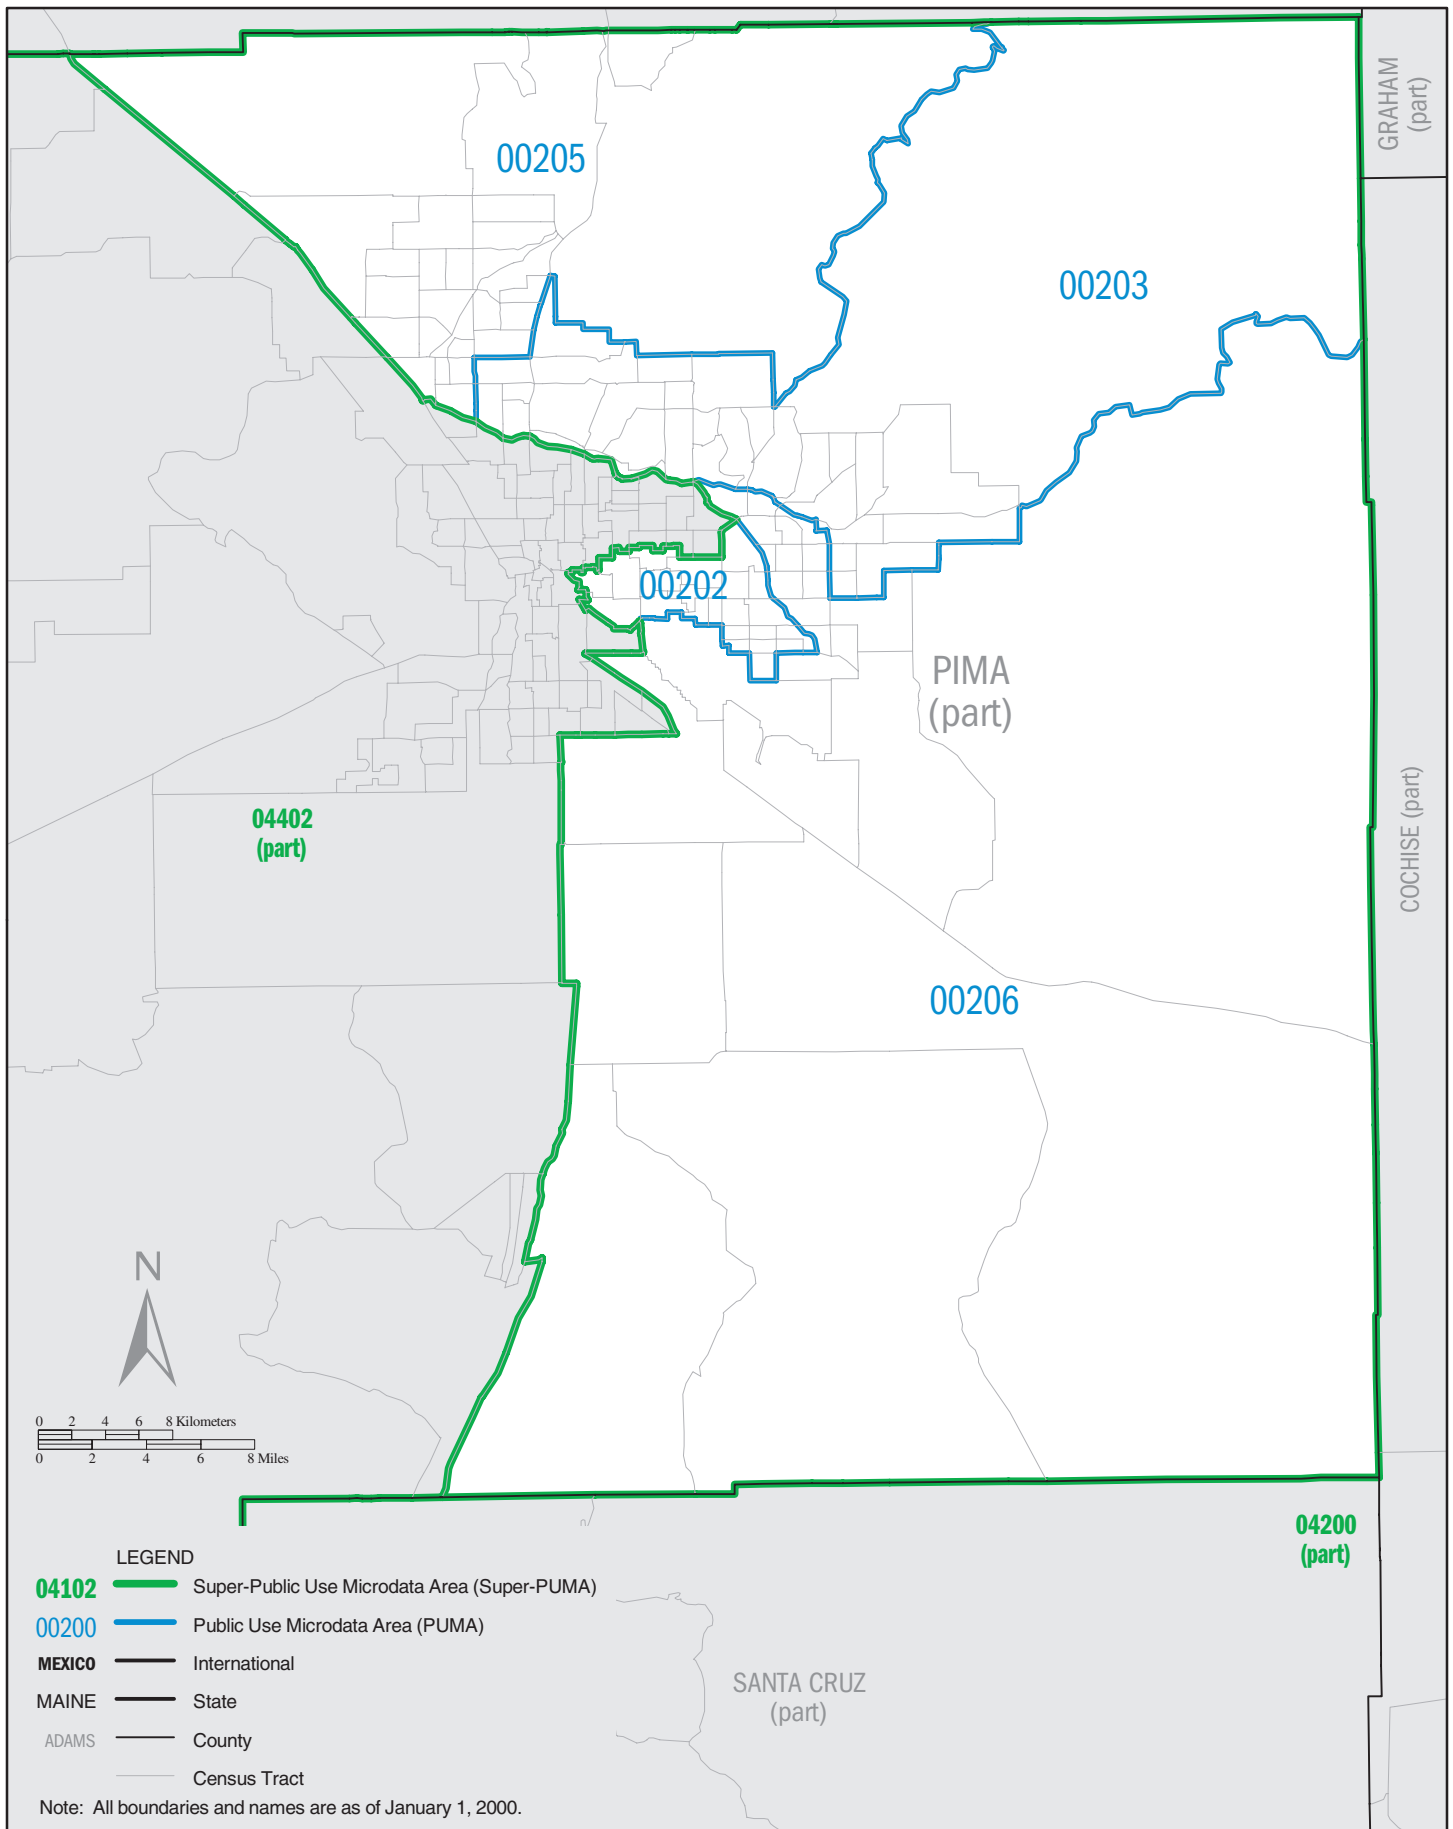 GRAHAM
(part)
00205
00203
00202
PIMA
(part)
COCHISE (part)
04402
(part)
00206
N
0 2 4 6 8 Kilometers
0 2 4 6 8 Miles
04200
(part)
LEGEND
04102 Super-Public Use Microdata Area (Super-PUMA)
00200 Public Use Microdata Area (PUMA)
MEXICO International
MAINE State
ADAMS County
Census Tract
Note: All boundaries and names are as of January 1, 2000.
SANTA CRUZ
(part)